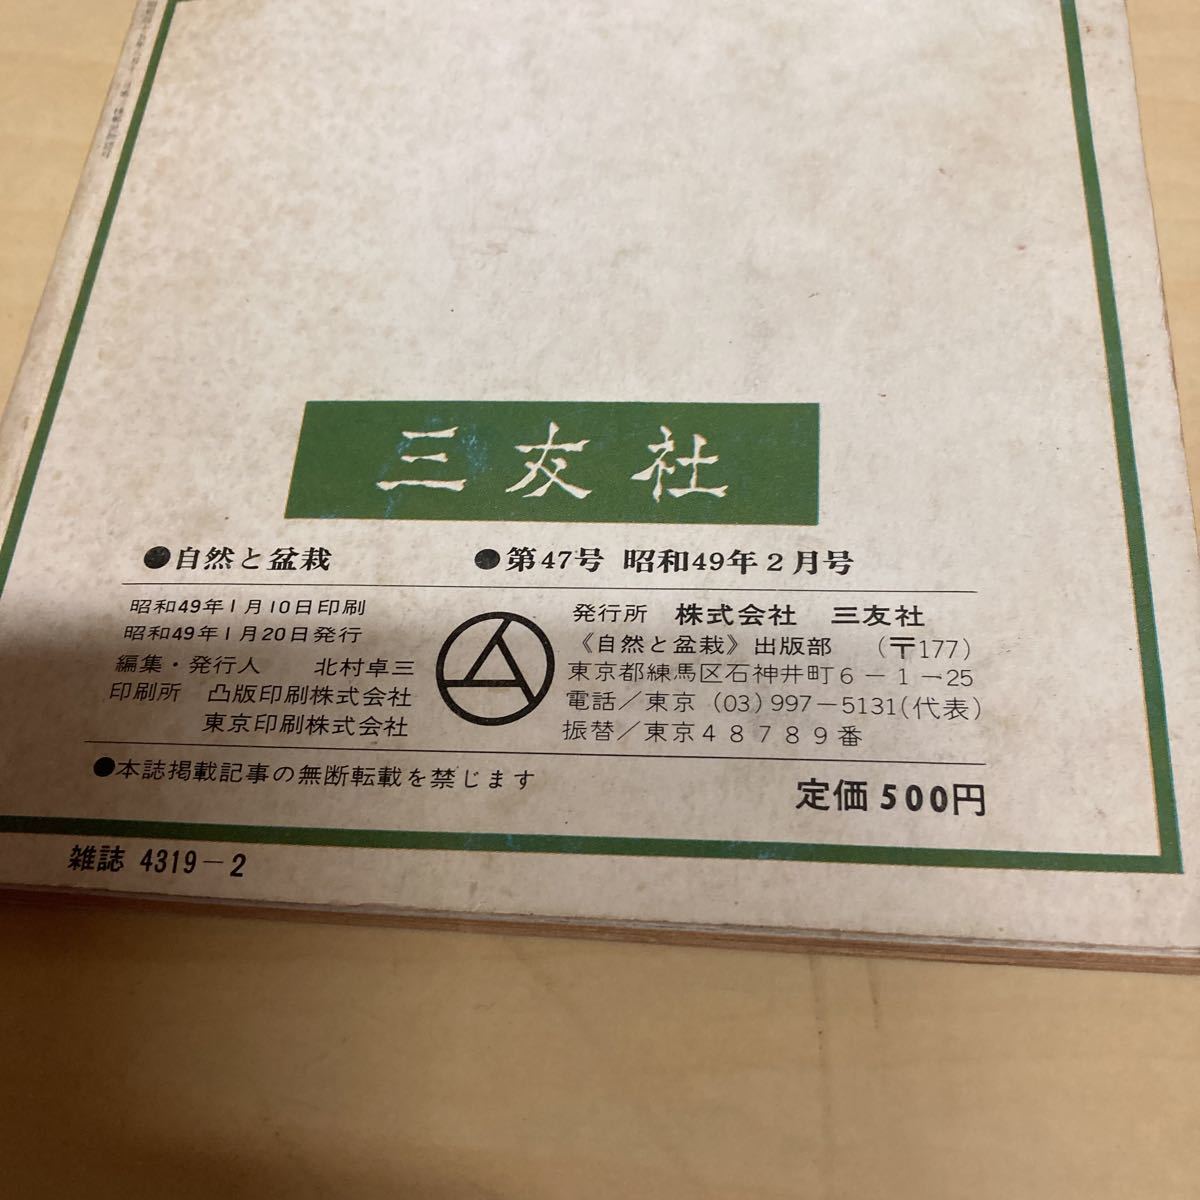 三友社
●自然と盆栽　●第47号 昭和49年2月号
昭和49年1月10日印刷
昭和49年1月20日発行
編集・発行人　北村卓三
印刷所　凸版印刷株式会社
東京印刷株式会社
発行所　株式会社　三友社
《自然と盆栽》出版部　(〒177)
東京都練馬区石神井町6-1-25
電話／東京 (03) 997-5131(代表)
振替／東京48789番
●本誌掲載記事の無断転載を禁じます
定価 500円
雑誌 4319-2